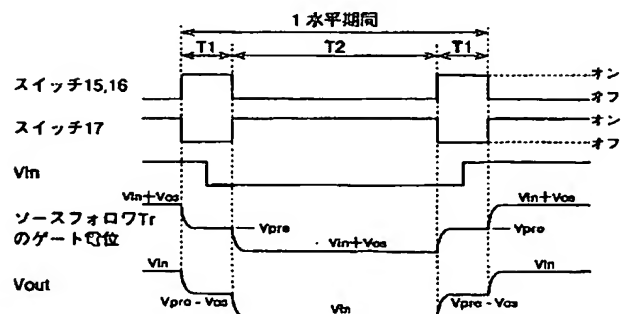 1 水平期間
T1 T2 T1
スイッチ15,16 オン
オフ
スイッチ17 オン
オフ
Vin
Vin+Vos Vin+Vos
ソースフォロワTr Vpre Vpre
のゲート電位 Vin+Vos
Vin Vin
Vout
Vpre - Vos Vin Vpre - Vos